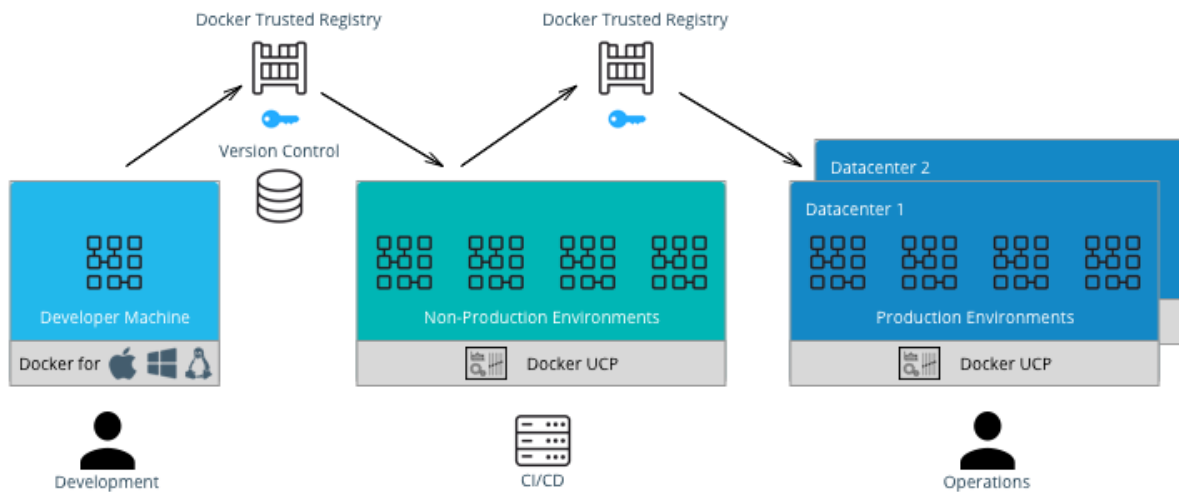 Docker Trusted Registry
Docker Trusted Registry
Version Control
Datacenter 2
Datacenter 1
Developer Machine
Non-Production Environments
Production Environments
Docker for
Docker UCP
Docker UCP
Development
CI/CD
Operations